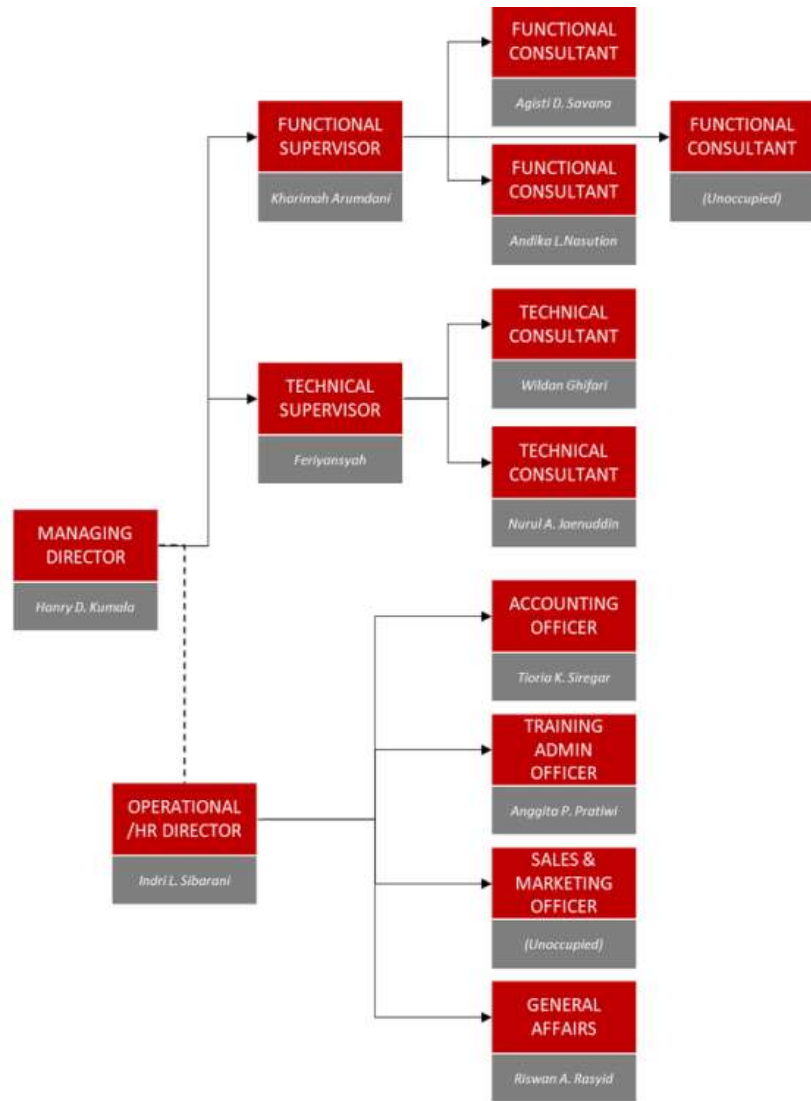 FUNCTIONAL
CONSULTANT
Agisti D. Savana
FUNCTIONAL
SUPERVISOR
Kharimah Arumdani
FUNCTIONAL
CONSULTANT
(Unoccupied)
FUNCTIONAL
CONSULTANT
Andika L.Nasution
TECHNICAL
CONSULTANT
Wildan Ghifari
TECHNICAL
SUPERVISOR
Feriyansyah
TECHNICAL
CONSULTANT
Nurul A. Jaenuddin
MANAGING
DIRECTOR
Hanry D. Kumala
ACCOUNTING
OFFICER
Tioria K. Siregar
TRAINING
ADMIN
OFFICER
Anggita P. Pratiwi
OPERATIONAL
/HR DIRECTOR
Indri L. Sibarani
SALES &
MARKETING
OFFICER
(Unoccupied)
GENERAL
AFFAIRS
Riswan A. Rasyid